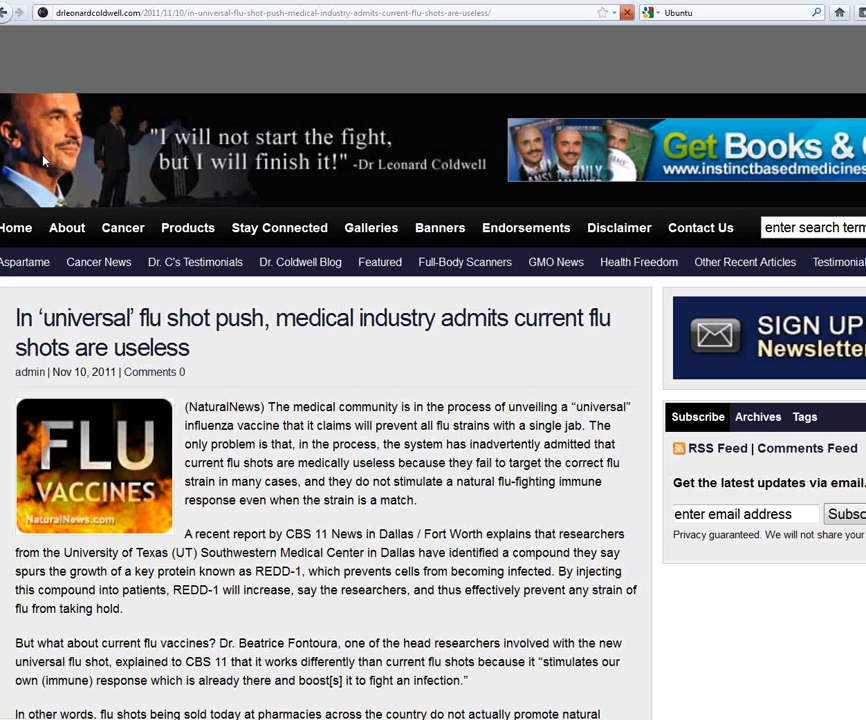 drleonardcoldwell.com/2011/11/10/in-universal-flu-shot-push-medical-industry-admits-current-flu-shots-are-useless/
Ubuntu
"I will not start the fight,
but I will finish it!" -Dr Leonard Coldwell
Get Books &
www.instinctbasedmedicine
Home About Cancer Products Stay Connected Galleries Banners Endorsements Disclaimer Contact Us
enter search term
Aspartame Cancer News Dr. C's Testimonials Dr. Coldwell Blog Featured Full-Body Scanners GMO News Health Freedom Other Recent Articles Testimonial
In ‘universal’ flu shot push, medical industry admits current flu
shots are useless
admin | Nov 10, 2011 | Comments 0
FLU
VACCINES
NaturalNews.com
(NaturalNews) The medical community is in the process of unveiling a “universal”
influenza vaccine that it claims will prevent all flu strains with a single jab. The
only problem is that, in the process, the system has inadvertently admitted that
current flu shots are medically useless because they fail to target the correct flu
strain in many cases, and they do not stimulate a natural flu-fighting immune
response even when the strain is a match.
A recent report by CBS 11 News in Dallas / Fort Worth explains that researchers
from the University of Texas (UT) Southwestern Medical Center in Dallas have identified a compound they say
spurs the growth of a key protein known as REDD-1, which prevents cells from becoming infected. By injecting
this compound into patients, REDD-1 will increase, say the researchers, and thus effectively prevent any strain of
flu from taking hold.
But what about current flu vaccines? Dr. Beatrice Fontoura, one of the head researchers involved with the new
universal flu shot, explained to CBS 11 that it works differently than current flu shots because it “stimulates our
own (immune) response which is already there and boost[s] it to fight an infection.”
In other words, flu shots being sold today at pharmacies across the country do not actually promote natural
SIGN UP
Newsletter
Subscribe Archives Tags
RSS Feed | Comments Feed
Get the latest updates via email.
enter email address
Subsc
Privacy guaranteed. We will not share your